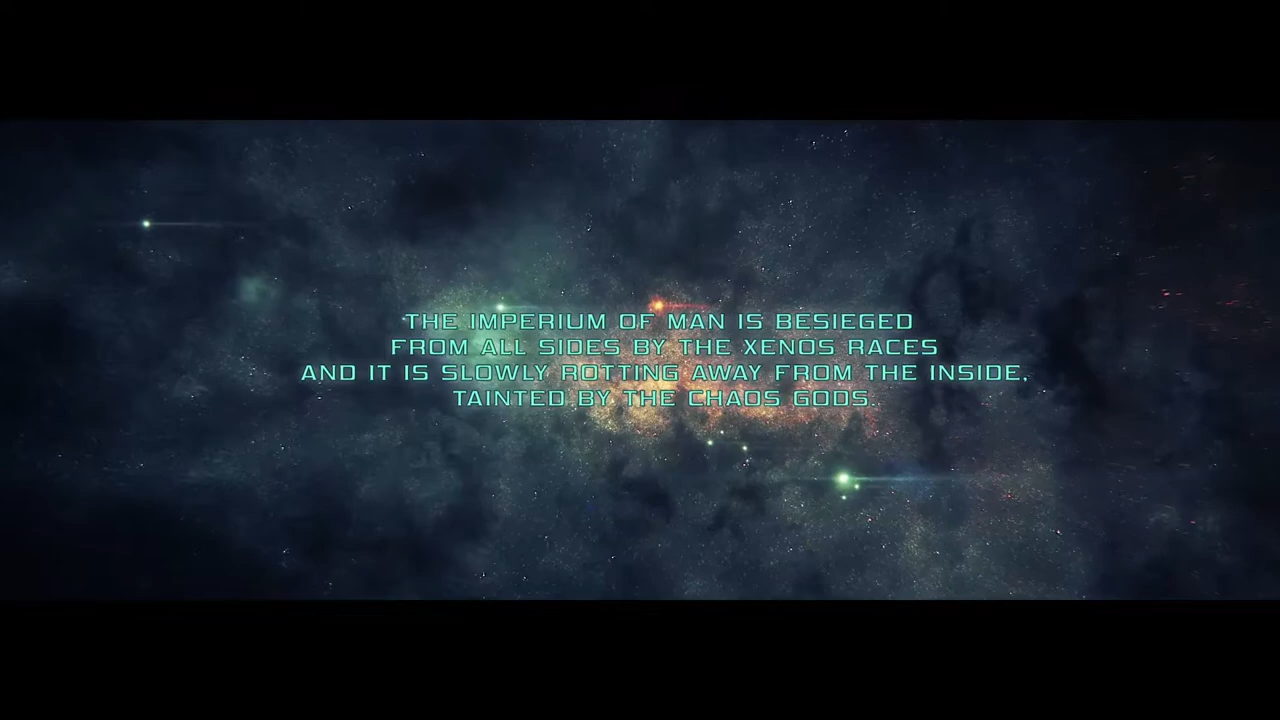 THE IMPERIUM OF MAN IS BESIEGED
FROM ALL SIDES BY THE XENOS RACES
AND IT IS SLOWLY ROTTING AWAY FROM THE INSIDE,
TAINTED BY THE CHAOS GODS.